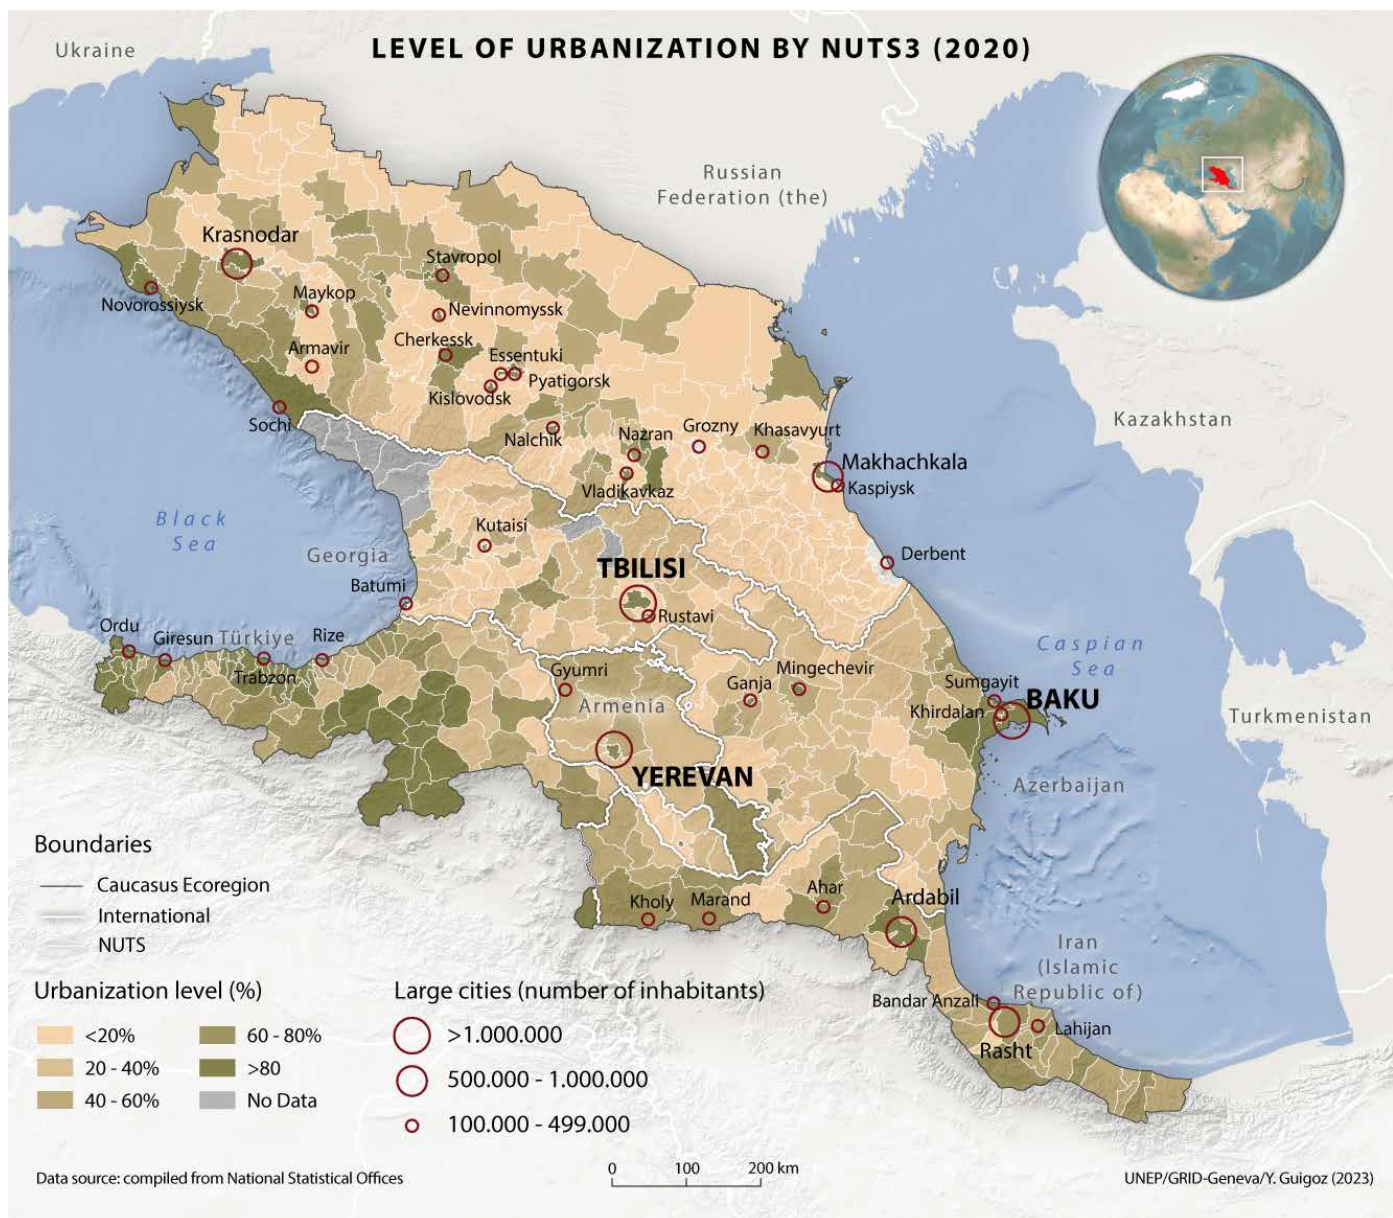 LEVEL OF URBANIZATION BY NUTS3 (2020)
Ukraine
Russian
Federation (the)
Krasnodar
Stavropol
Novorossiysk
Maykop
Nevinnomyssk
Cherkessk
Armavir
Essentuki
Pyatigorsk
Kislovodsk
Kazakhstan
Sochi
Nalchik
Nazran
Grozny
Khasavyurt
Makhachkala
Kaspiysk
Vladikavkaz
Black
Sea
Kutaisi
Georgia
Derbent
TBILISI
Batumi
Rustavi
Ordu
Giresun
Türkiye
Rize
Trabzon
Caspian
Sea
Gyumri
Mingechevir
Ganja
Sumgayit
BAKU
Khirdalan
Armenia
Turkmenistan
YEREVAN
Azerbaijan
Kholy
Marand
Ahar
Ardabil
Iran
(Islamic
Republic of)
Bandar Anzali
Lahijan
Rasht
Boundaries
Caucasus Ecoregion
International
NUTS
Urbanization level (%)
<20%
20 - 40%
40 - 60%
60 - 80%
>80
No Data
Large cities (number of inhabitants)
>1.000.000
500.000 - 1.000.000
100.000 - 499.000
0 100 200 km
Data source: compiled from National Statistical Offices
UNEP/GRID-Geneva/Y. Guigoz (2023)